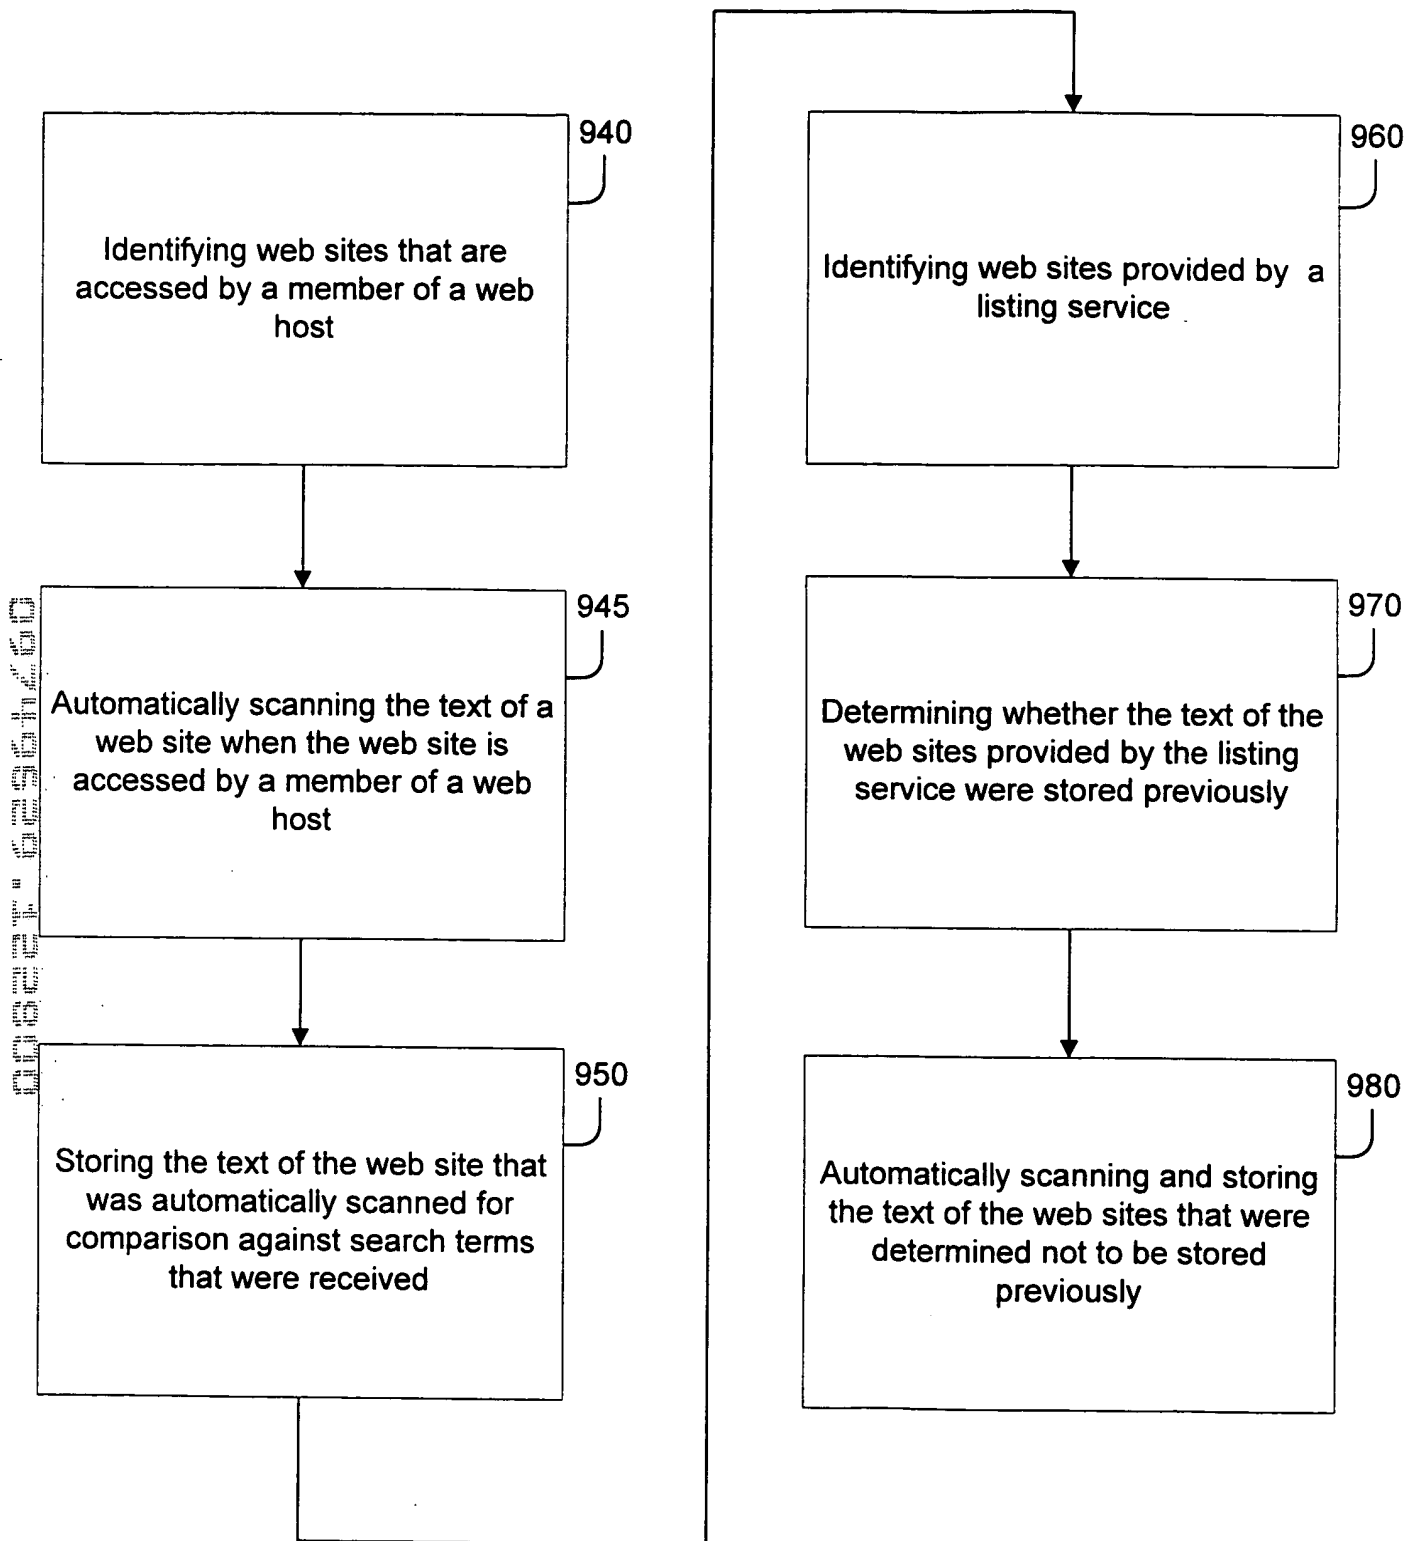 940
Identifying web sites that are
accessed by a member of a web
host
945
Automatically scanning the text of a
web site when the web site is
accessed by a member of a web
host
950
Storing the text of the web site that
was automatically scanned for
comparison against search terms
that were received
960
Identifying web sites provided by a
listing service
970
Determining whether the text of the
web sites provided by the listing
service were stored previously
980
Automatically scanning and storing
the text of the web sites that were
determined not to be stored
previously